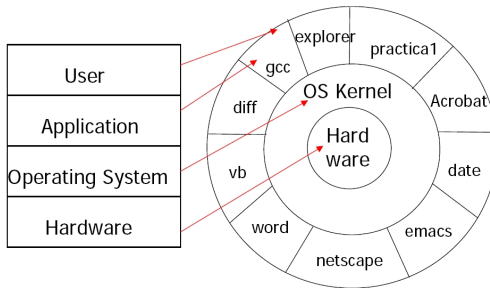 User
Application
Operating System
Hardware
explorer
practica1
gcc
OS Kernel
diff
Acrobat
Hard
ware
vb
date
word
emacs
netscape